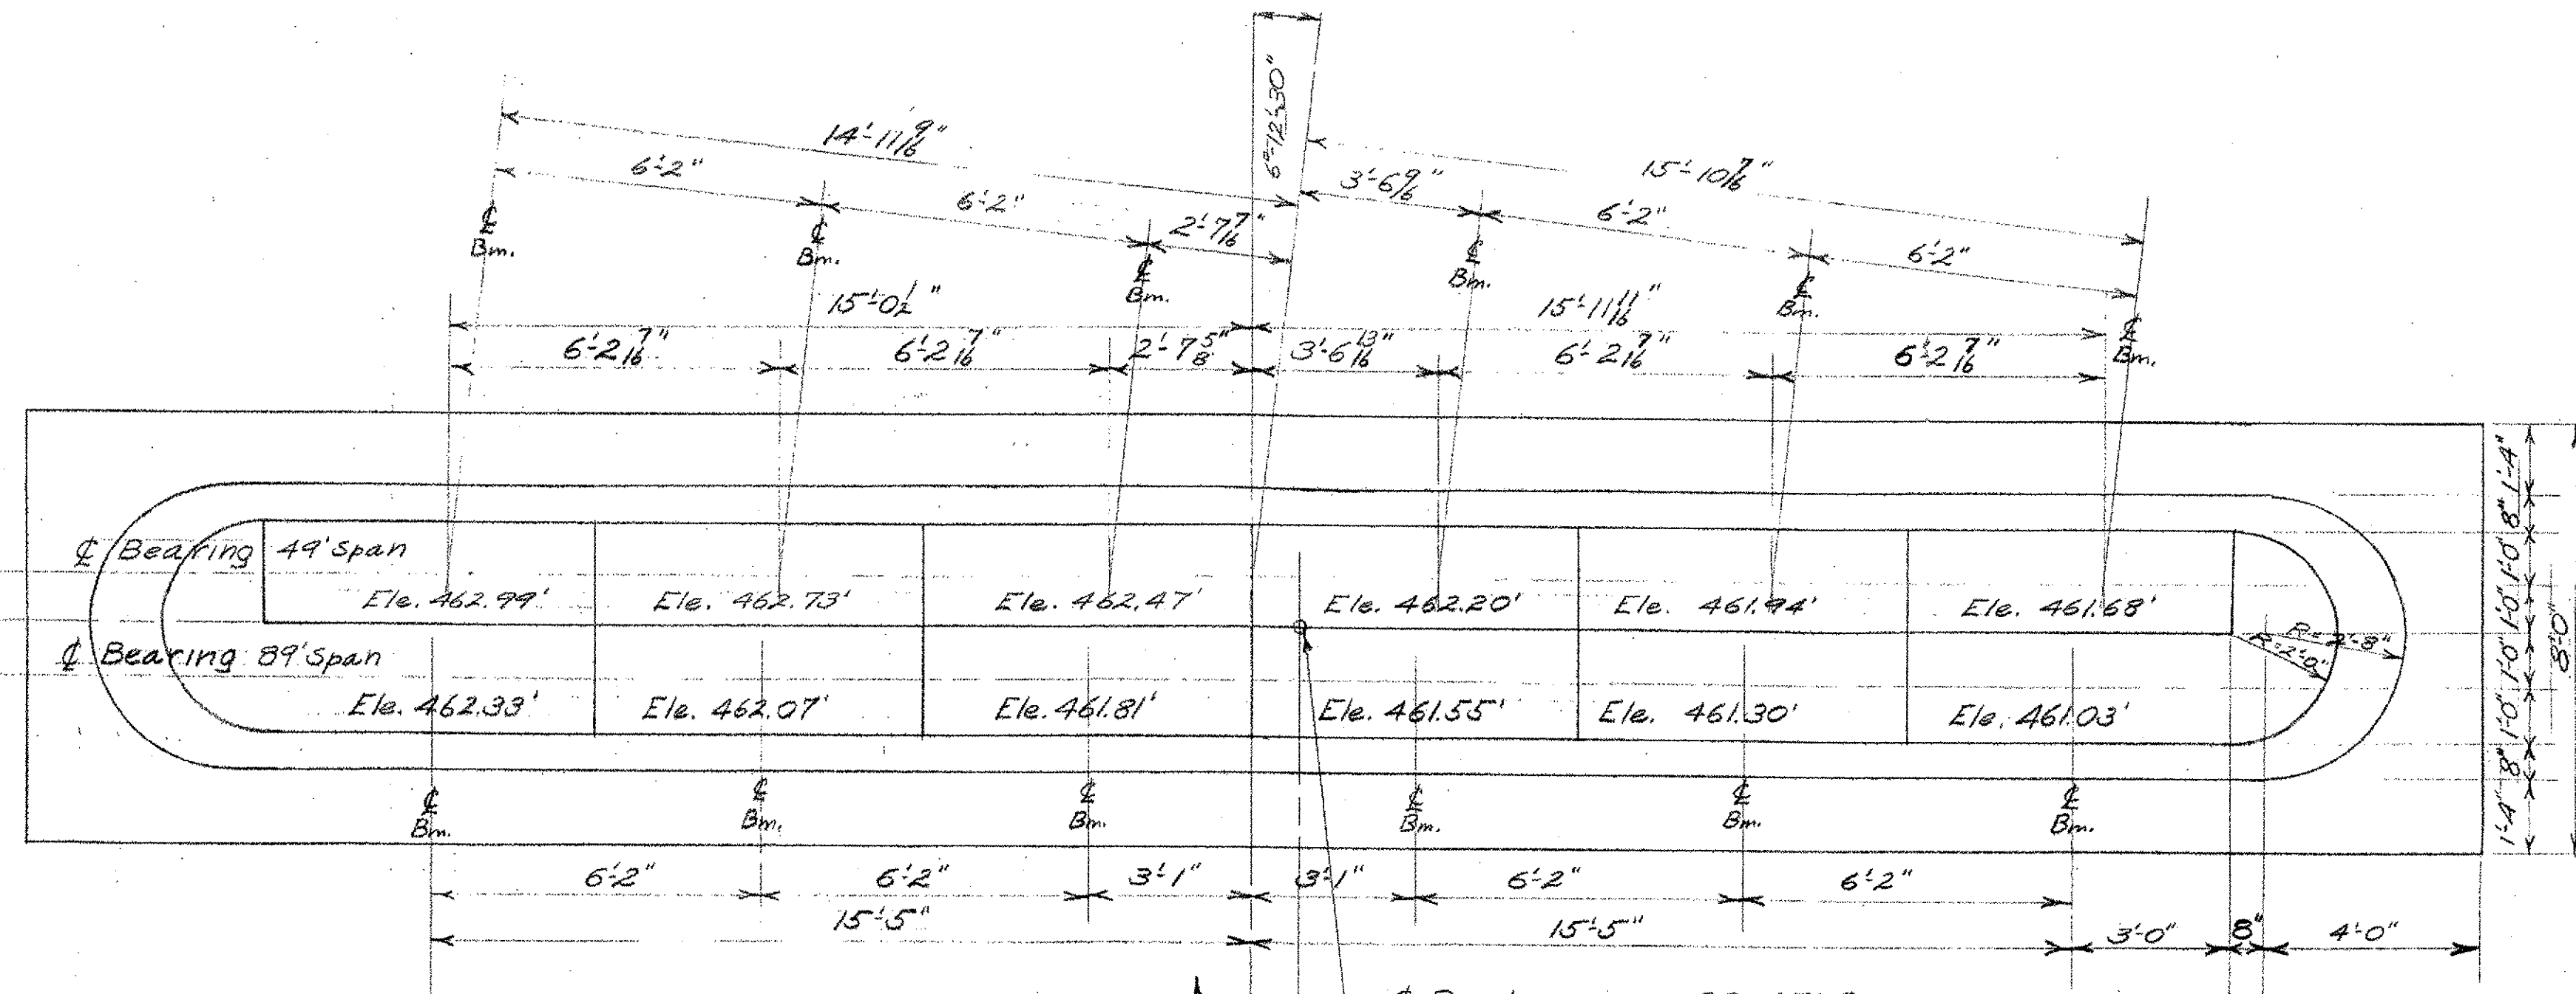 6°-12'-30"
14'-11 9/16"
15'-10 7/16"
6'-2"
6'-2"
2'-7 7/16"
3'-6 9/16"
6'-2"
6'-2"
℄ Bm.
℄ Bm.
℄ Bm.
℄ Bm.
℄ Bm.
℄ Bm.
15'-0 1/2"
15'-11 11/16"
6'-2 7/16"
6'-2 7/16"
2'-7 5/8"
3'-6 13/16"
6'-2 7/16"
6'-2 7/16"
℄ Bearing 49' Span
Ele. 462.99'
Ele. 462.73'
Ele. 462.47'
Ele. 462.20'
Ele. 461.94'
Ele. 461.68'
℄ Bearing 89' Span
Ele. 462.33'
Ele. 462.07'
Ele. 461.81'
Ele. 461.55'
Ele. 461.30'
Ele. 461.03'
R=2'-8"
R=2'-0"
1'-4"
8"
1'-0"
1'-0"
1'-0"
1'-0"
8"
1'-4"
8'-0"
℄ Bm.
℄ Bm.
℄ Bm.
℄ Bm.
℄ Bm.
℄ Bm.
6'-2"
6'-2"
3'-1"
3'-1"
6'-2"
6'-2"
15'-5"
15'-5"
3'-0"
8"
4'-0"